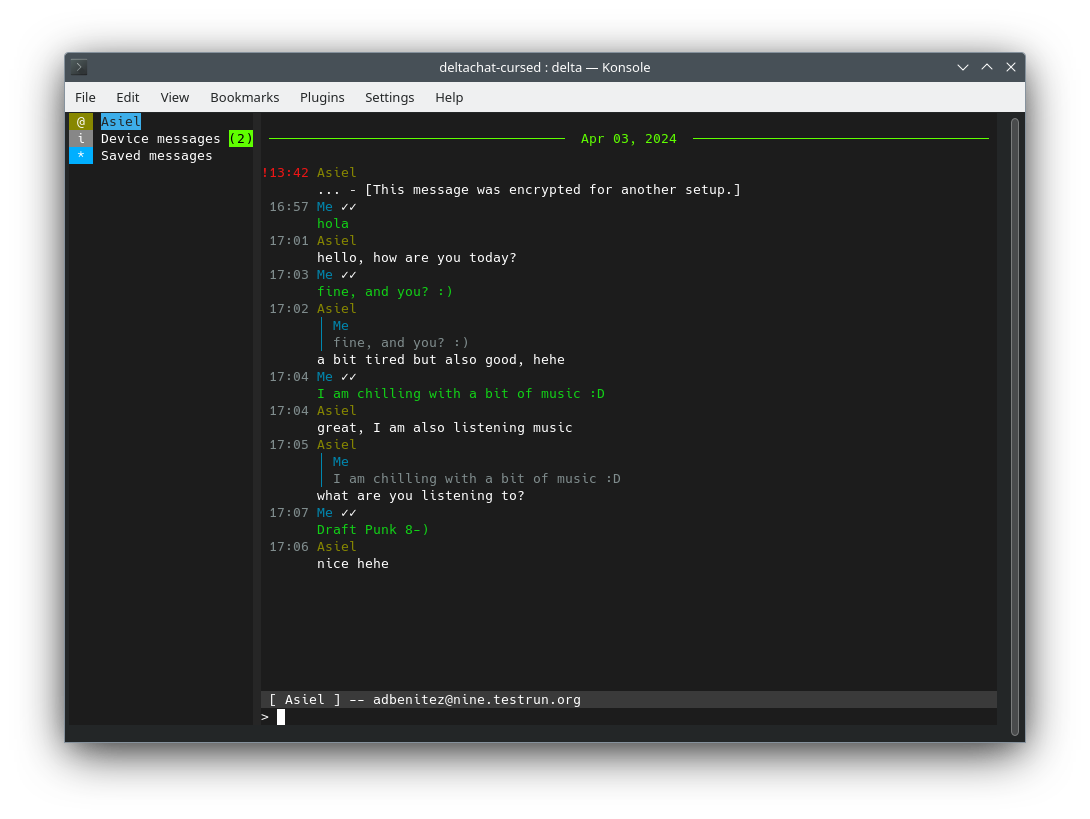 deltachat-cursed : delta — Konsole
File Edit View Bookmarks Plugins Settings Help
@ Asiel
i Device messages (2)
* Saved messages
Apr 03, 2024
!13:42 Asiel
... - [This message was encrypted for another setup.]
16:57 Me ✓✓
hola
17:01 Asiel
hello, how are you today?
17:03 Me ✓✓
fine, and you? :)
17:02 Asiel
Me
fine, and you? :)
a bit tired but also good, hehe
17:04 Me ✓✓
I am chilling with a bit of music :D
17:04 Asiel
great, I am also listening music
17:05 Asiel
Me
I am chilling with a bit of music :D
what are you listening to?
17:07 Me ✓✓
Draft Punk 8-)
17:06 Asiel
nice hehe
[ Asiel ] -- adbenitez@nine.testrun.org
>